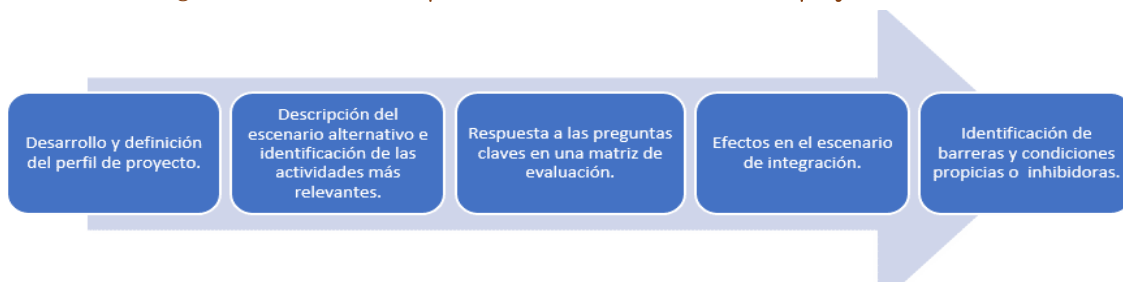 Desarrollo y definición
del perfil de proyecto.
Descripción del
escenario alternativo e
identificación de las
actividades más
relevantes.
Respuesta a las preguntas
claves en una matriz de
evaluación.
Efectos en el escenario
de integración.
Identificación de
barreras y condiciones
propicias o inhibidoras.